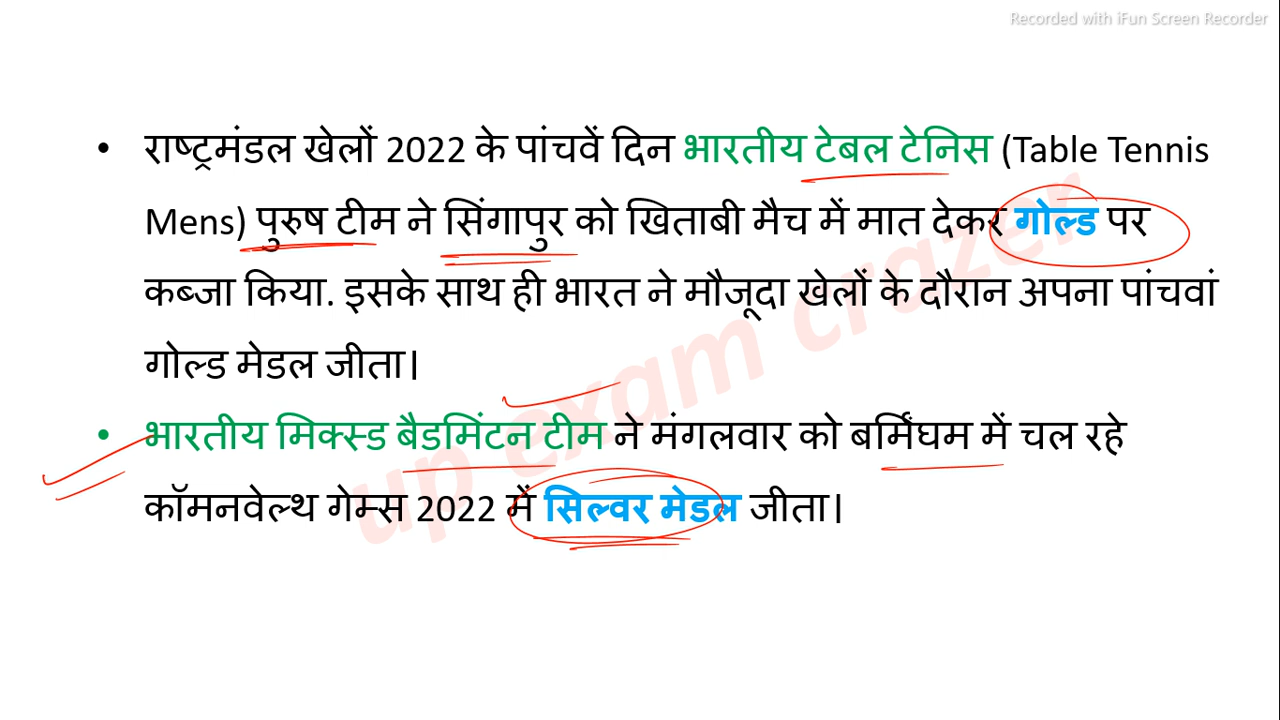 Recorded with iFun Screen Recorder
• राष्ट्रमंडल खेलों 2022 के पांचवें दिन भारतीय टेबल टेनिस (Table Tennis
Mens) पुरुष टीम ने सिंगापुर को खिताबी मैच में मात देकर गोल्ड पर
कब्जा किया. इसके साथ ही भारत ने मौजूदा खेलों के दौरान अपना पांचवां
गोल्ड मेडल जीता।
• भारतीय मिक्स्ड बैडमिंटन टीम ने मंगलवार को बर्मिंघम में चल रहे
कॉमनवेल्थ गेम्स 2022 में सिल्वर मेडल जीता।
up exam crazer